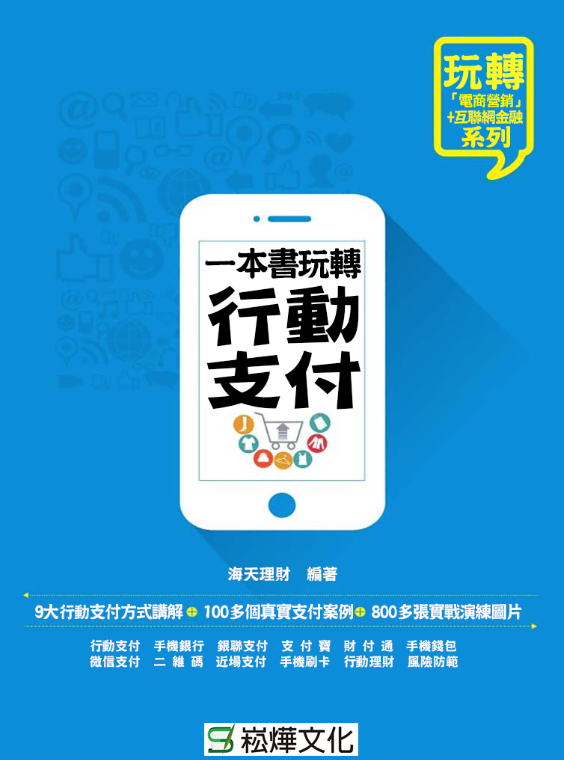 玩轉
「電商營銷」
+互聯網金融
系列
一本書玩轉
行動
支付
海天理財 編著
9大行動支付方式講解+100多個真實支付案例+800多張實戰演練圖片
行動支付 手機銀行 銀聯支付 支付寶 財付通 手機錢包
微信支付 二維碼 近場支付 手機刷卡 行動理財 風險防範
崧燁文化